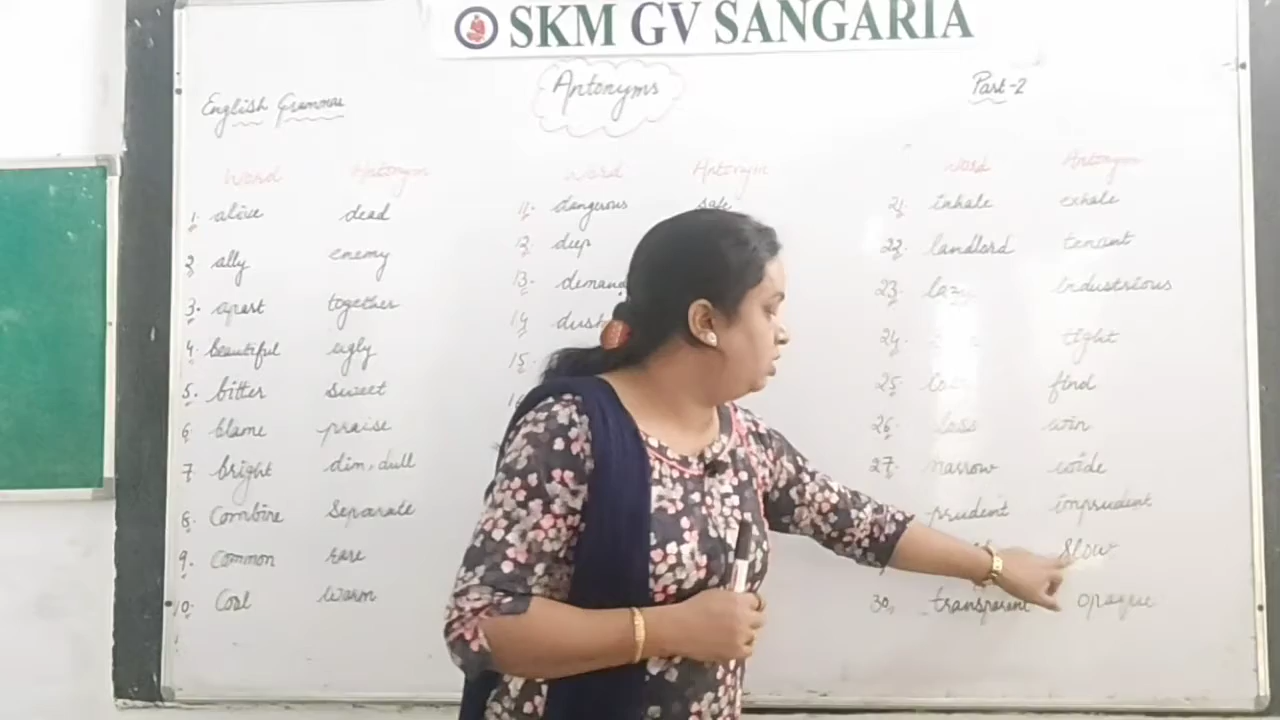 SKM GV SANGARIA
English Grammar
Antonyms
Part-2
Word Antonym
1. alive dead
2. ally enemy
3. apart together
4. beautiful ugly
5. bitter sweet
6. blame praise
7. bright dim, dull
8. Combine Separate
9. Common rare
10. Cool warm
Word Antonym
11. dangerous safe
12. deep
13. demand
14.
15.
Word Antonym
21. inhale exhale
22. landlord tenant
23. Industrious
24. tight
25. find
26. loss win
27. narrow wide
prudent imprudent
Slow
30. transparent opaque